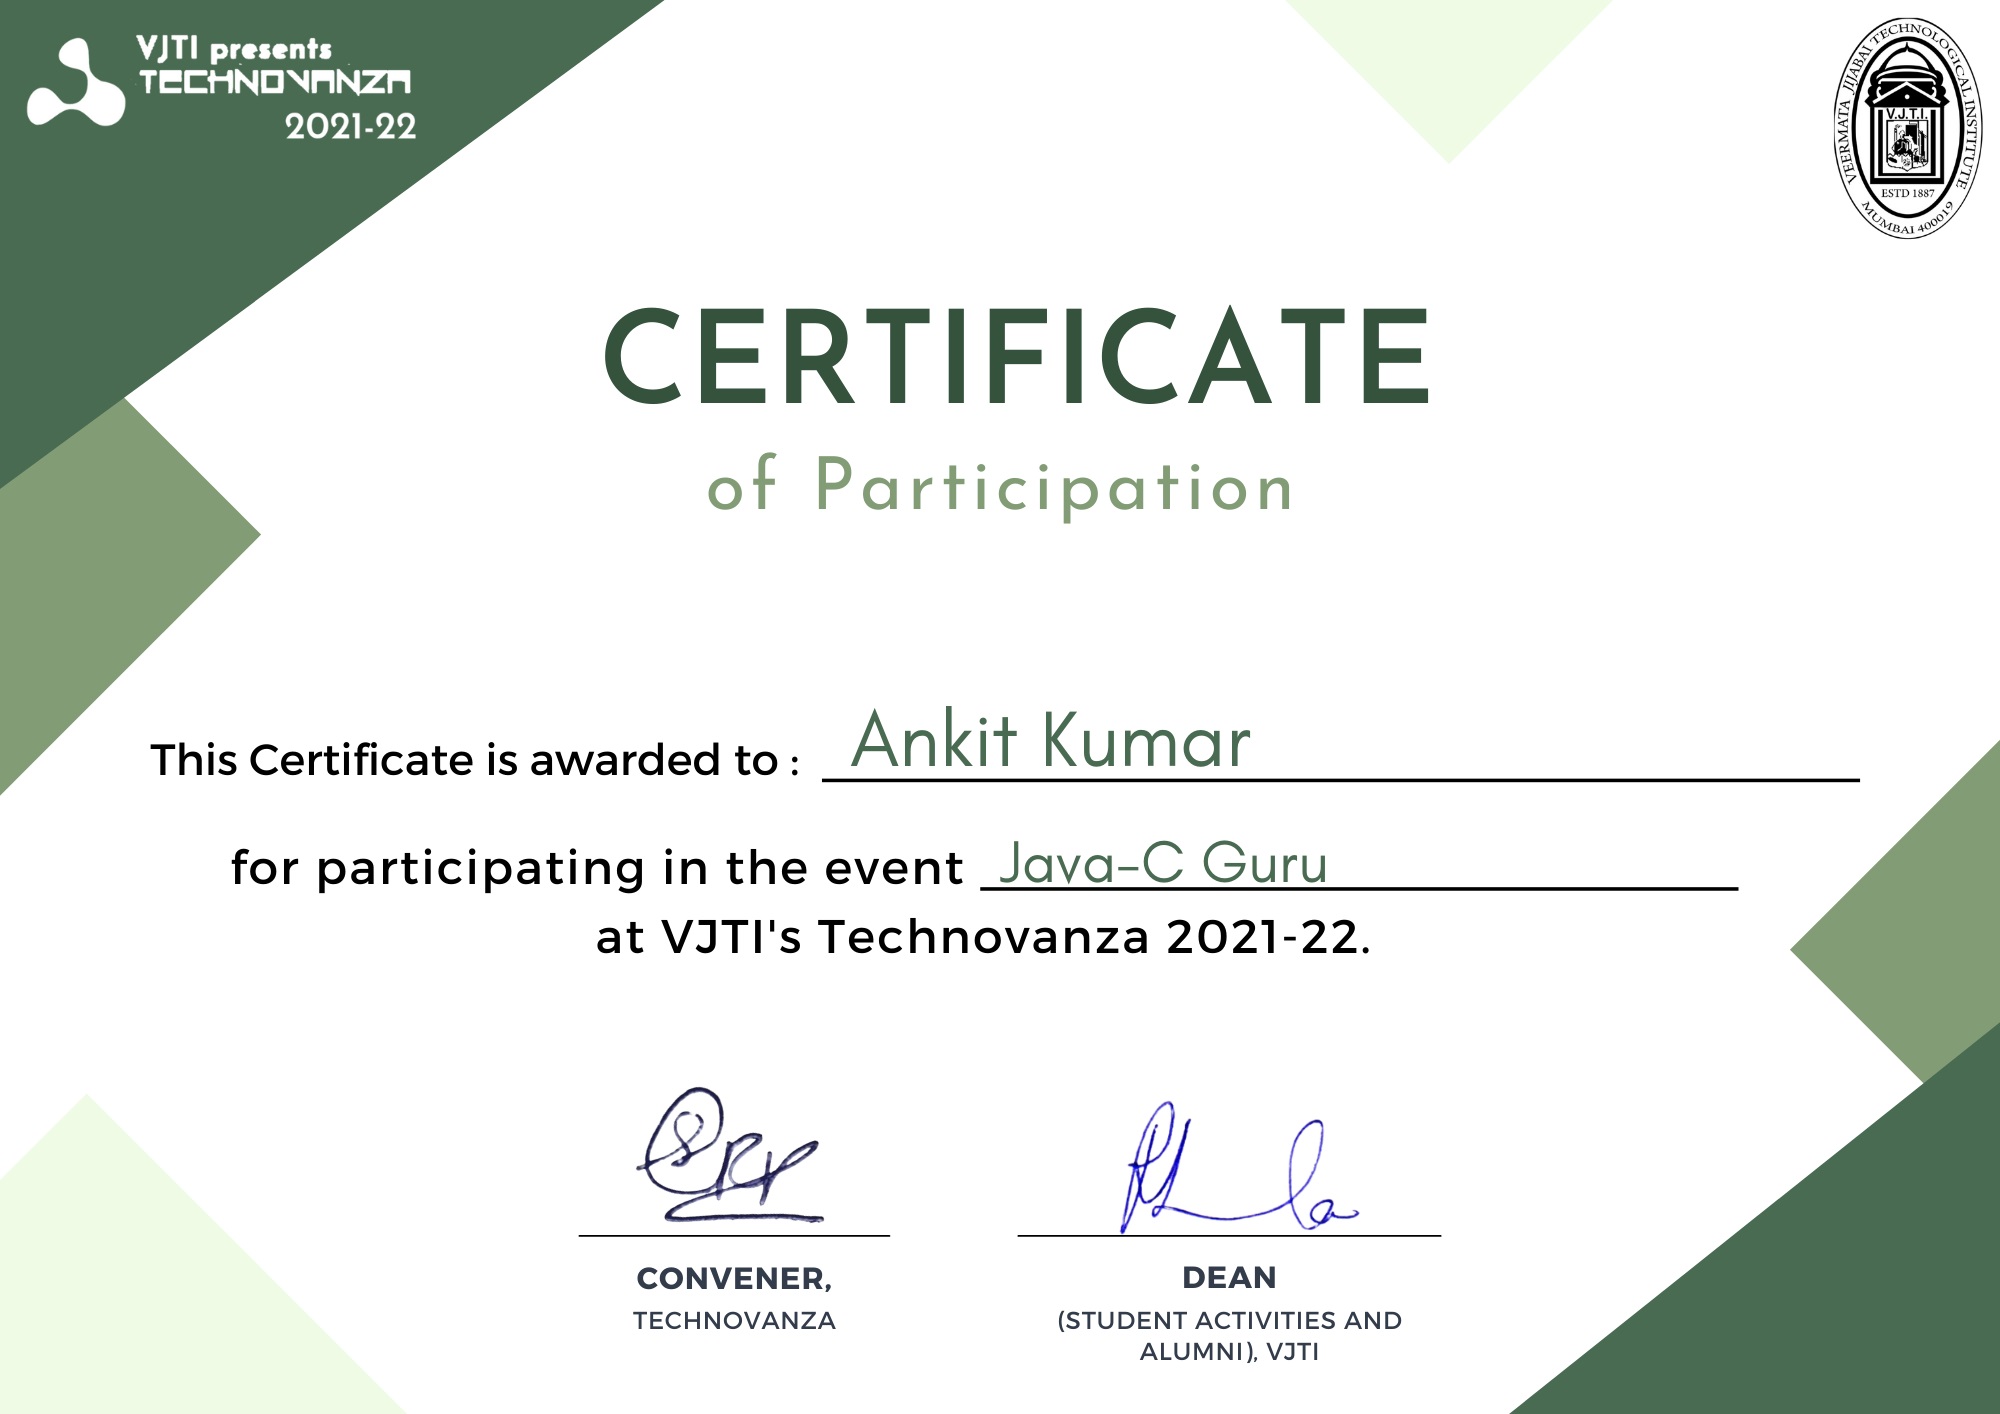 VJTI presents
TECHNOVANZA
2021-22
VEERMATA JIJABAI TECHNOLOGICAL INSTITUTE
V.J.T.I.
ESTD 1887
MUMBAI 400019
CERTIFICATE
of Participation
This Certificate is awarded to : Ankit Kumar
for participating in the event Java-C Guru
at VJTI's Technovanza 2021-22.
CONVENER,
TECHNOVANZA
DEAN
(STUDENT ACTIVITIES AND
ALUMNI), VJTI